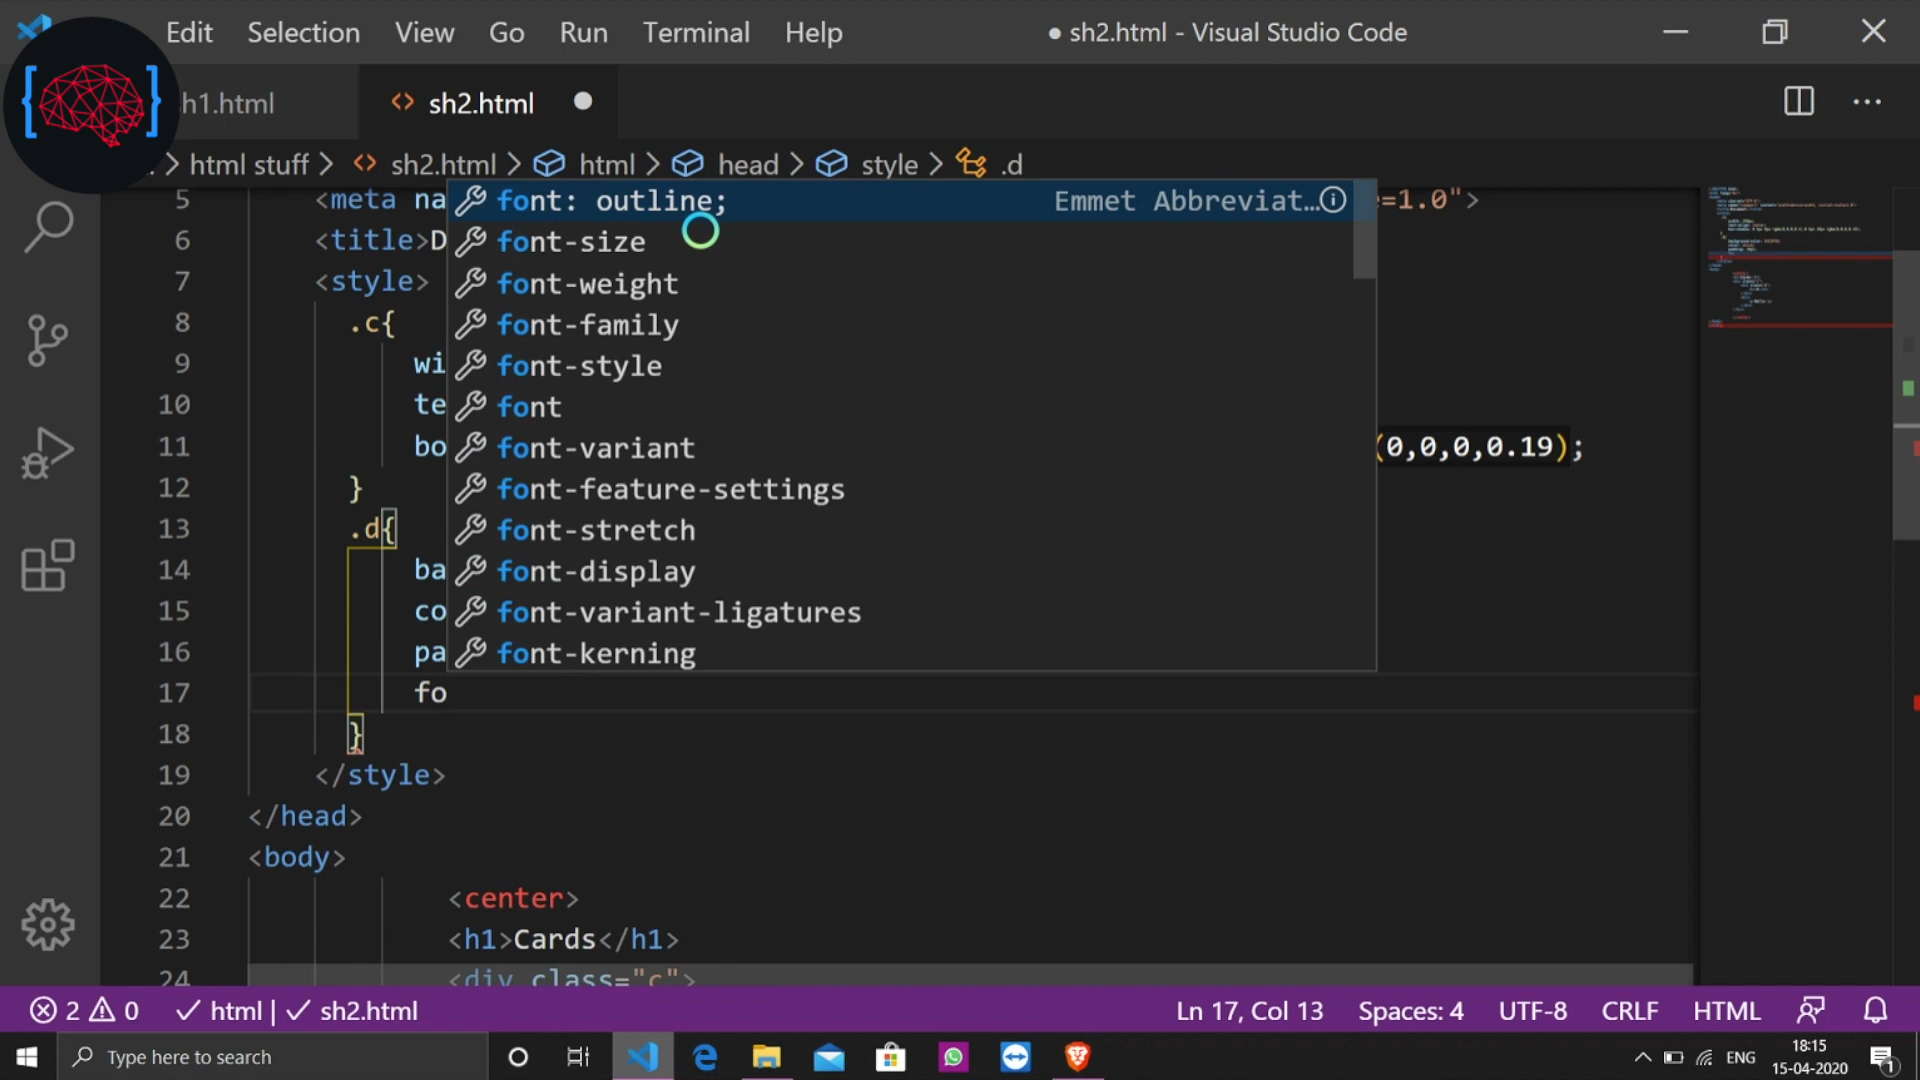 Edit Selection View Go Run Terminal Help ● sh2.html - Visual Studio Code
h1.html <> sh2.html ●
> html stuff > <> sh2.html > html > head > style > .d
5 <meta na =1.0">
font: outline; Emmet Abbreviat...
6 <title>D
font-size
7 <style>
font-weight
8 .c{
font-family
9 wi
font-style
10 te
font
11 bo (0,0,0,0.19);
font-variant
12 }
font-feature-settings
13 .d{
font-stretch
14 ba
font-display
15 co
font-variant-ligatures
16 pa
font-kerning
17 fo
18 }
19 </style>
20 </head>
21 <body>
22 <center>
23 <h1>Cards</h1>
24 <div class="c">
2 0 html | sh2.html Ln 17, Col 13 Spaces: 4 UTF-8 CRLF HTML
Type here to search ENG 18:15
15-04-2020 1